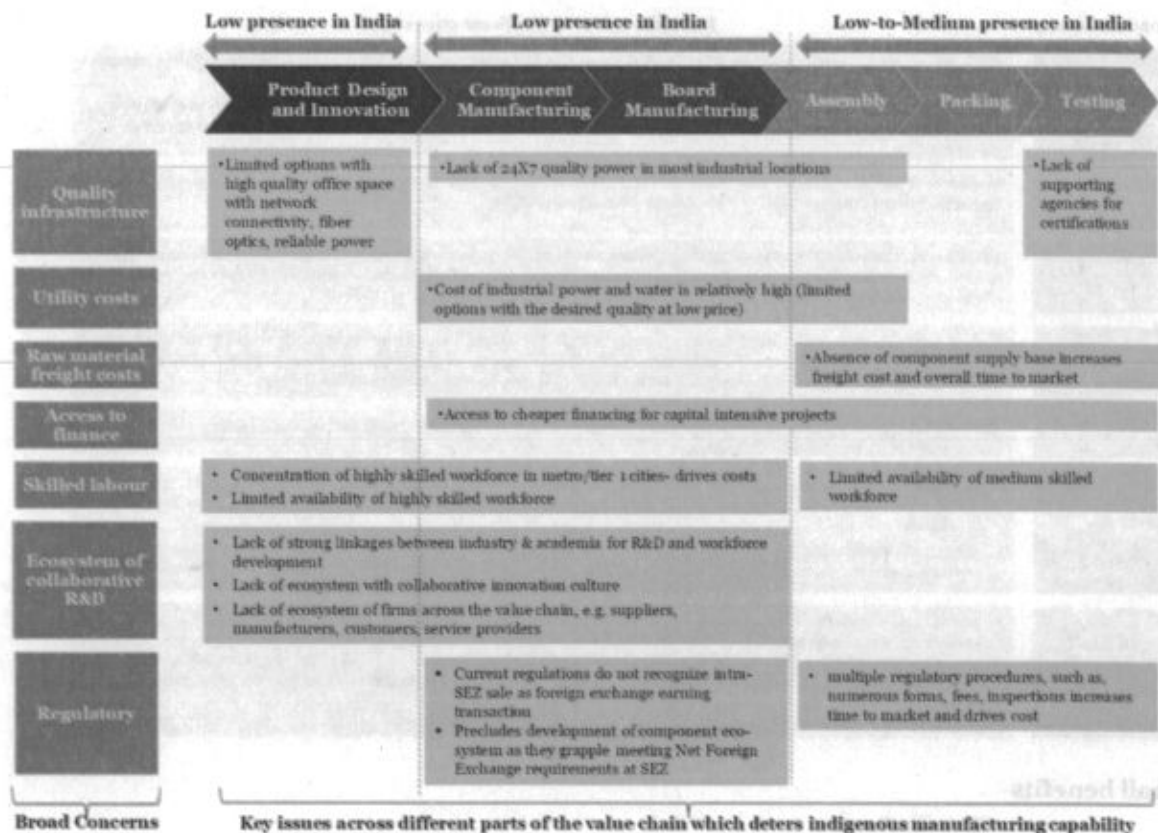 Low presence in India
Low presence in India
Low-to-Medium presence in India
Product Design
and Innovation
Component
Manufacturing
Board
Manufacturing
Assembly
Packing
Testing
Quality
infrastructure
•Limited options with
high quality office space
with network
connectivity, fiber
optics, reliable power
•Lack of 24X7 quality power in most industrial locations
•Lack of
supporting
agencies for
certifications
Utility costs
•Cost of industrial power and water is relatively high (limited
options with the desired quality at low price)
Raw material
freight costs
•Absence of component supply base increases
freight cost and overall time to market
Access to
finance
•Access to cheaper financing for capital intensive projects
Skilled labour
• Concentration of highly skilled workforce in metro/tier 1 cities- drives costs
• Limited availability of highly skilled workforce
• Limited availability of medium skilled
workforce
Ecosystem of
collaborative
R&D
• Lack of strong linkages between industry & academia for R&D and workforce
development
• Lack of ecosystem with collaborative innovation culture
• Lack of ecosystem of firms across the value chain, e.g. suppliers,
manufacturers, customers, service providers
Regulatory
• Current regulations do not recognize intra-
SEZ sale as foreign exchange earning
transaction
• Precludes development of component eco-
system as they grapple meeting Net Foreign
Exchange requirements at SEZ
• multiple regulatory procedures, such as,
numerous forms, fees, inspections increases
time to market and drives cost
Broad Concerns
Key issues across different parts of the value chain which deters indigenous manufacturing capability